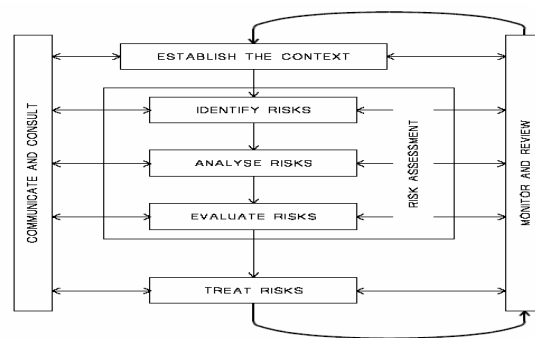 ESTABLISH THE CONTEXT
IDENTIFY RISKS
ANALYSE RISKS
EVALUATE RISKS
TREAT RISKS
COMMUNICATE AND CONSULT
RISK ASSESSMENT
MONITOR AND REVIEW